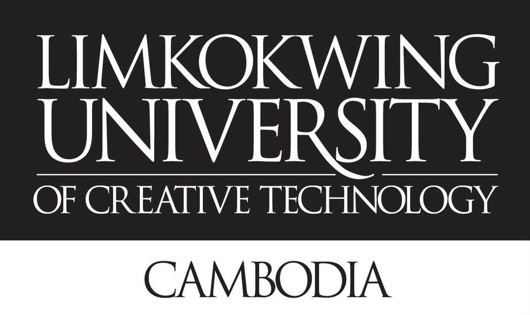 LIMKOKWING
UNIVERSITY
OF CREATIVE TECHNOLOGY
CAMBODIA